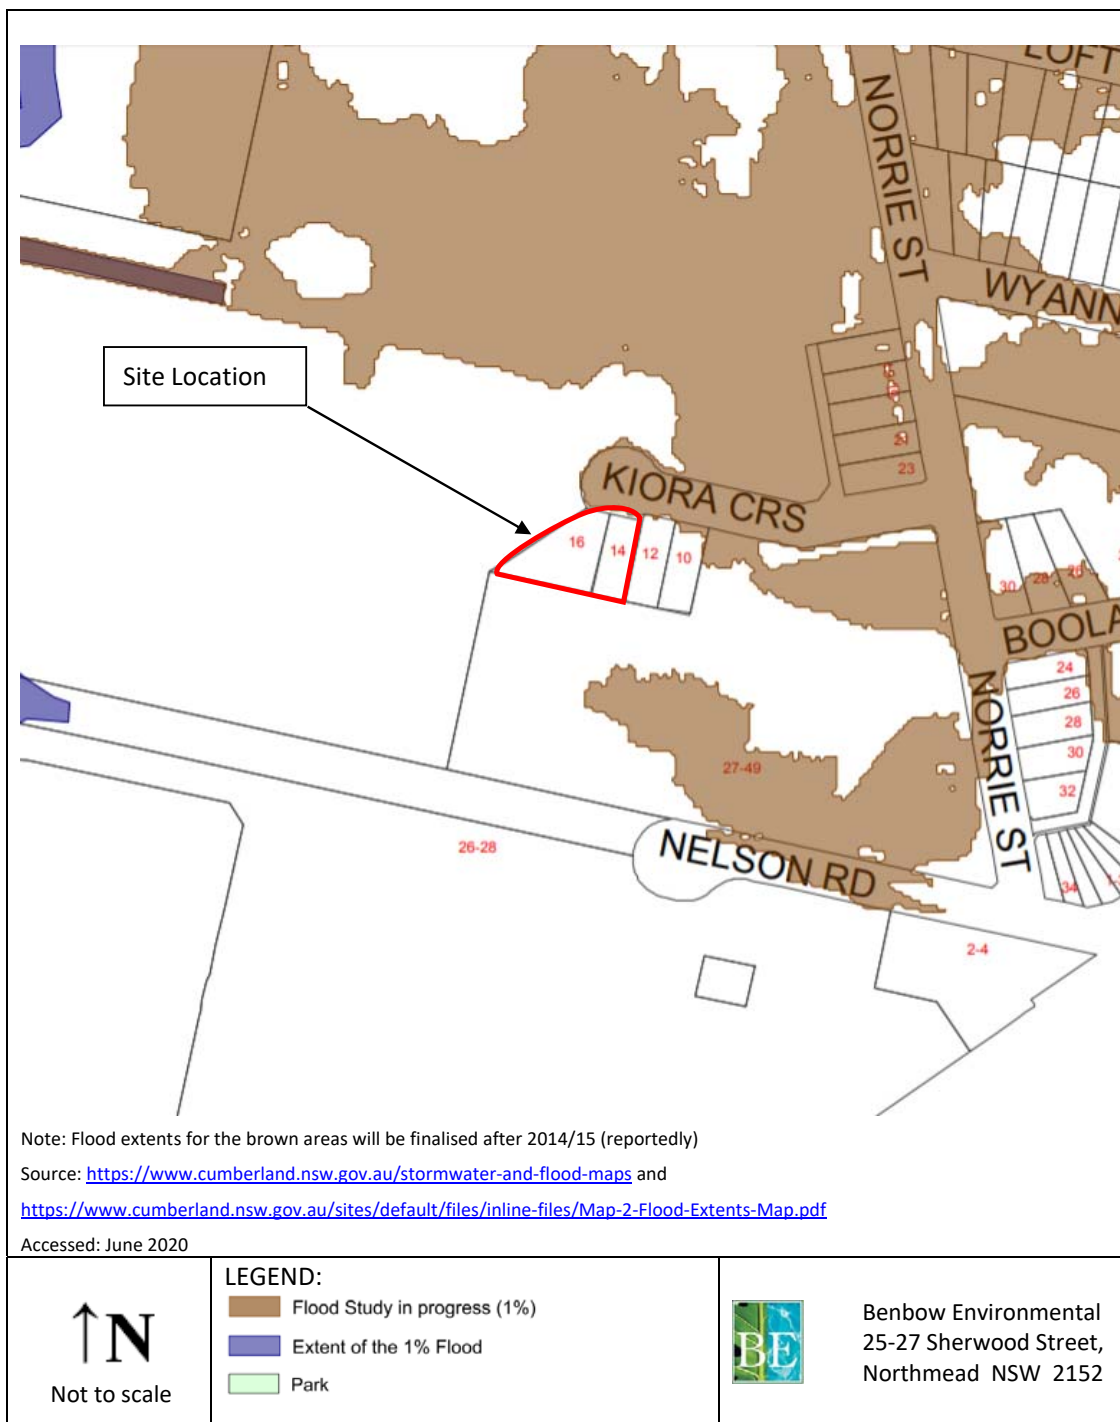 LOFT
NORRIE ST
WYANN
Site Location
21
23
KIORA CRS
16
14
12
10
30
28
26
BOOLA
24
26
28
30
32
NORRIE ST
27-49
26-28
NELSON RD
34
2-4
Note: Flood extents for the brown areas will be finalised after 2014/15 (reportedly)
Source: https://www.cumberland.nsw.gov.au/stormwater-and-flood-maps and
https://www.cumberland.nsw.gov.au/sites/default/files/inline-files/Map-2-Flood-Extents-Map.pdf
Accessed: June 2020
↑N
Not to scale
LEGEND:
Flood Study in progress (1%)
Extent of the 1% Flood
Park
BE
Benbow Environmental
25-27 Sherwood Street,
Northmead NSW 2152